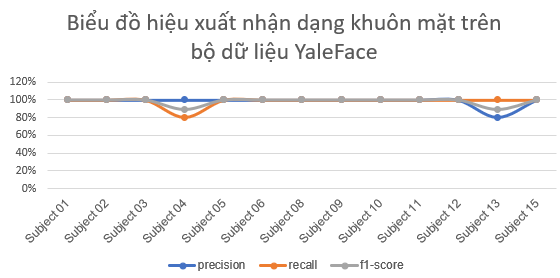 Biểu đồ hiệu xuất nhận dạng khuôn mặt trên
bộ dữ liệu YaleFace
120%
100%
80%
60%
40%
20%
0%
Subject 01
Subject 02
Subject 03
Subject 04
Subject 05
Subject 06
Subject 07
Subject 08
Subject 09
Subject 10
Subject 11
Subject 12
Subject 13
Subject 15
precision recall f1-score